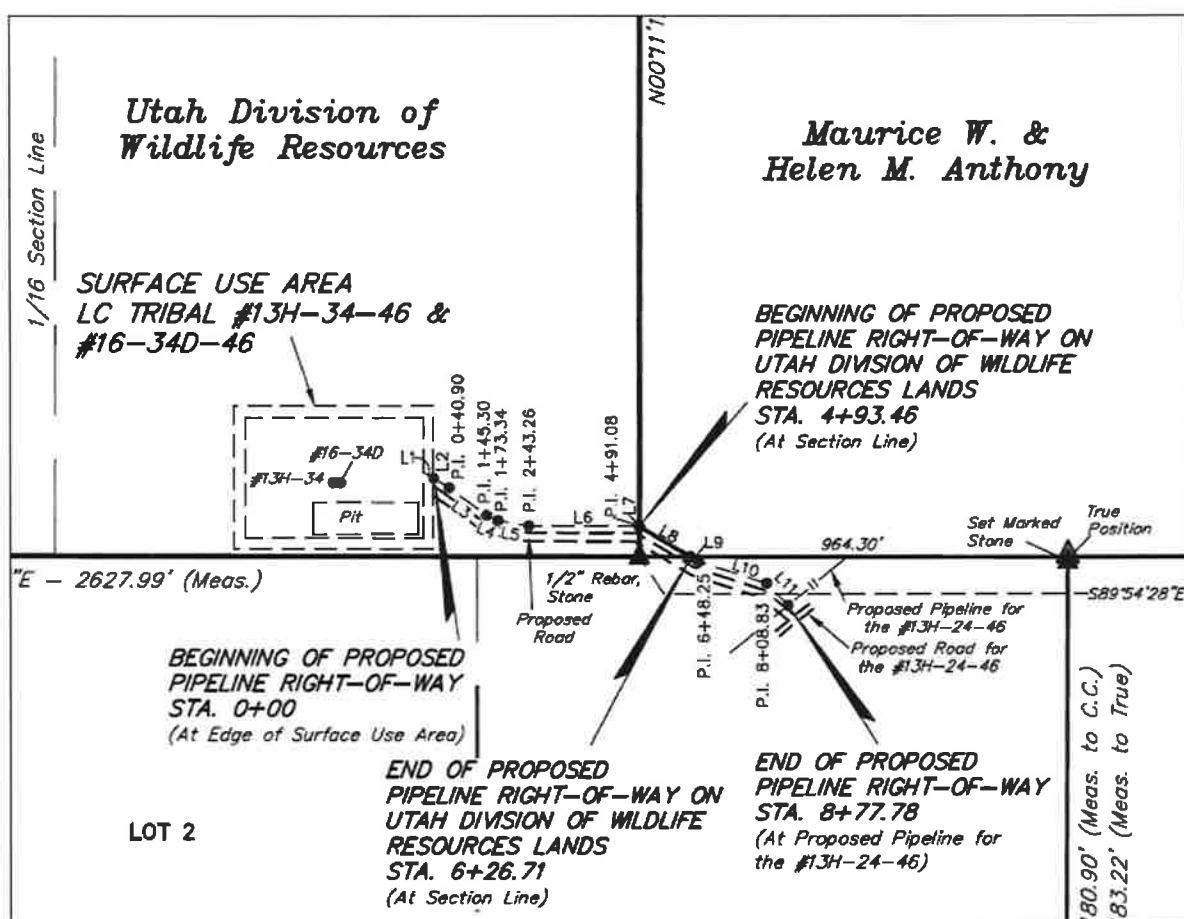 Utah Division of
Wildlife Resources
Maurice W. &
Helen M. Anthony
N00°11'1
1/16 Section Line
SURFACE USE AREA
LC TRIBAL #13H-34-46 &
#16-34D-46
BEGINNING OF PROPOSED
PIPELINE RIGHT-OF-WAY ON
UTAH DIVISION OF WILDLIFE
RESOURCES LANDS
STA. 4+93.46
(At Section Line)
#16-34D
#13H-34
Pit
L1
L2
P.I. 0+40.90
L3
P.I. 1+45.30
L4
P.I. 1+73.34
L5
P.I. 2+43.26
L6
P.I. 4+91.08
L7
L8
L9
L10
L11
964.30'
Set Marked
Stone
True
Position
"E - 2627.99' (Meas.)
1/2" Rebar,
Stone
Proposed
Road
P.I. 6+48.25
P.I. 8+08.83
S89°54'28"E
Proposed Pipeline for
the #13H-24-46
Proposed Road for
the #13H-24-46
BEGINNING OF PROPOSED
PIPELINE RIGHT-OF-WAY
STA. 0+00
(At Edge of Surface Use Area)
END OF PROPOSED
PIPELINE RIGHT-OF-WAY ON
UTAH DIVISION OF WILDLIFE
RESOURCES LANDS
STA. 6+26.71
(At Section Line)
END OF PROPOSED
PIPELINE RIGHT-OF-WAY
STA. 8+77.78
(At Proposed Pipeline for
the #13H-24-46)
LOT 2
80.90' (Meas. to C.C.)
83.22' (Meas. to True)